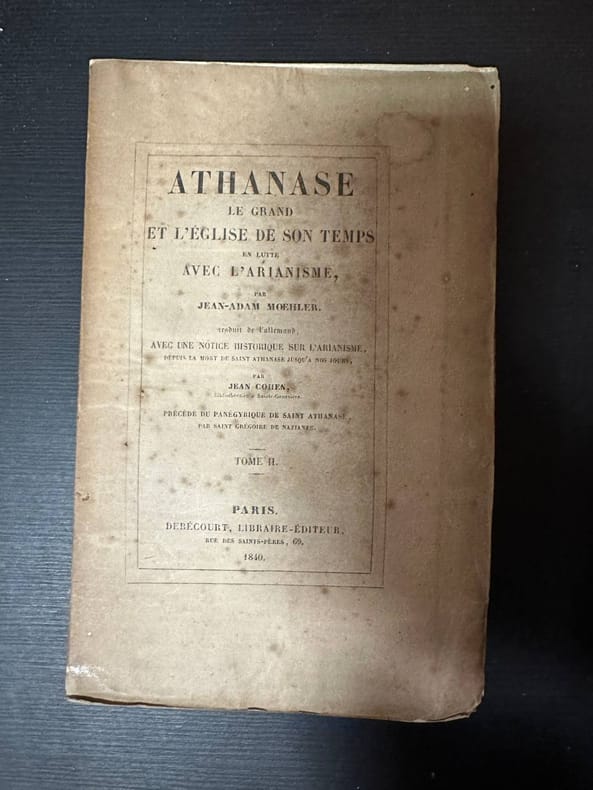 ATHANASE
LE GRAND
ET L'ÉGLISE DE SON TEMPS
EN LUTTE
AVEC L'ARIANISME,
PAR
JEAN-ADAM MOEHLER.
traduit de l'allemand,
AVEC UNE NOTICE HISTORIQUE SUR L'ARIANISME,
DEPUIS LA MORT DE SAINT ATHANASE JUSQU'A NOS JOURS,
PAR
JEAN COHEN,
Bibliothécaire à Sainte-Geneviève.
PRÉCÉDÉ DU PANÉGYRIQUE DE SAINT ATHANASE,
PAR SAINT GRÉGOIRE DE NAZIANZE.
TOME II.
PARIS.
DEBÉCOURT, LIBRAIRE-ÉDITEUR,
RUE DES SAINTS-PÈRES, 69.
1840.